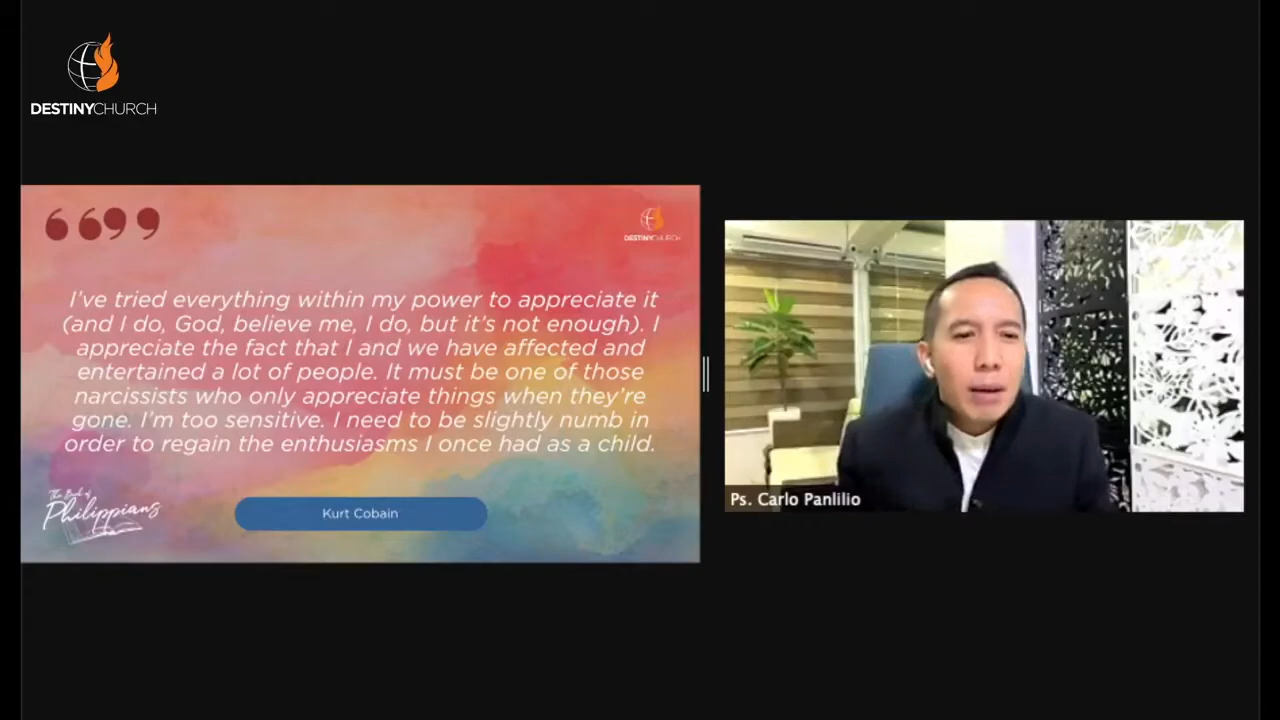 DESTINYCHURCH
DESTINYCHURCH
I've tried everything within my power to appreciate it
(and I do, God, believe me, I do, but it's not enough). I
appreciate the fact that I and we have affected and
entertained a lot of people. It must be one of those
narcissists who only appreciate things when they're
gone. I'm too sensitive. I need to be slightly numb in
order to regain the enthusiasms I once had as a child.
The Book of
Philippians
Kurt Cobain
Ps. Carlo Panlilio